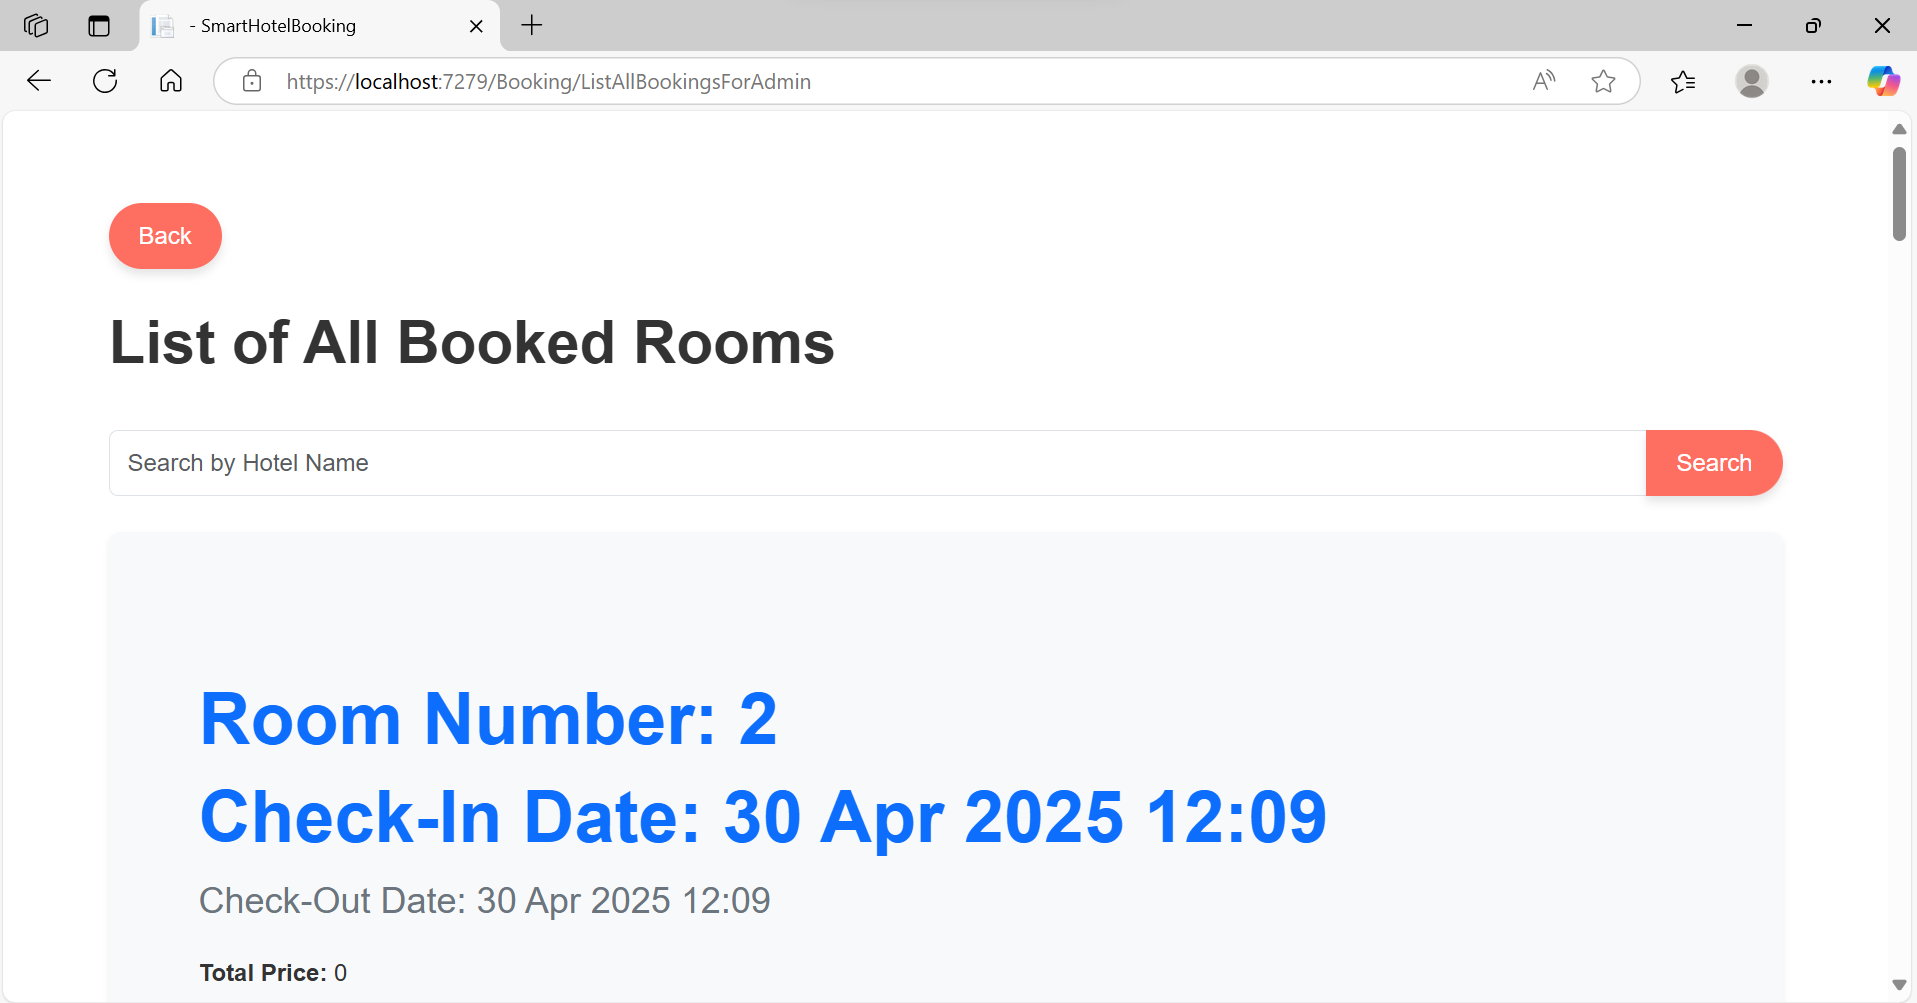 - SmartHotelBooking
https://localhost:7279/Booking/ListAllBookingsForAdmin
Back
List of All Booked Rooms
Search by Hotel Name
Search
Room Number: 2
Check-In Date: 30 Apr 2025 12:09
Check-Out Date: 30 Apr 2025 12:09
Total Price: 0